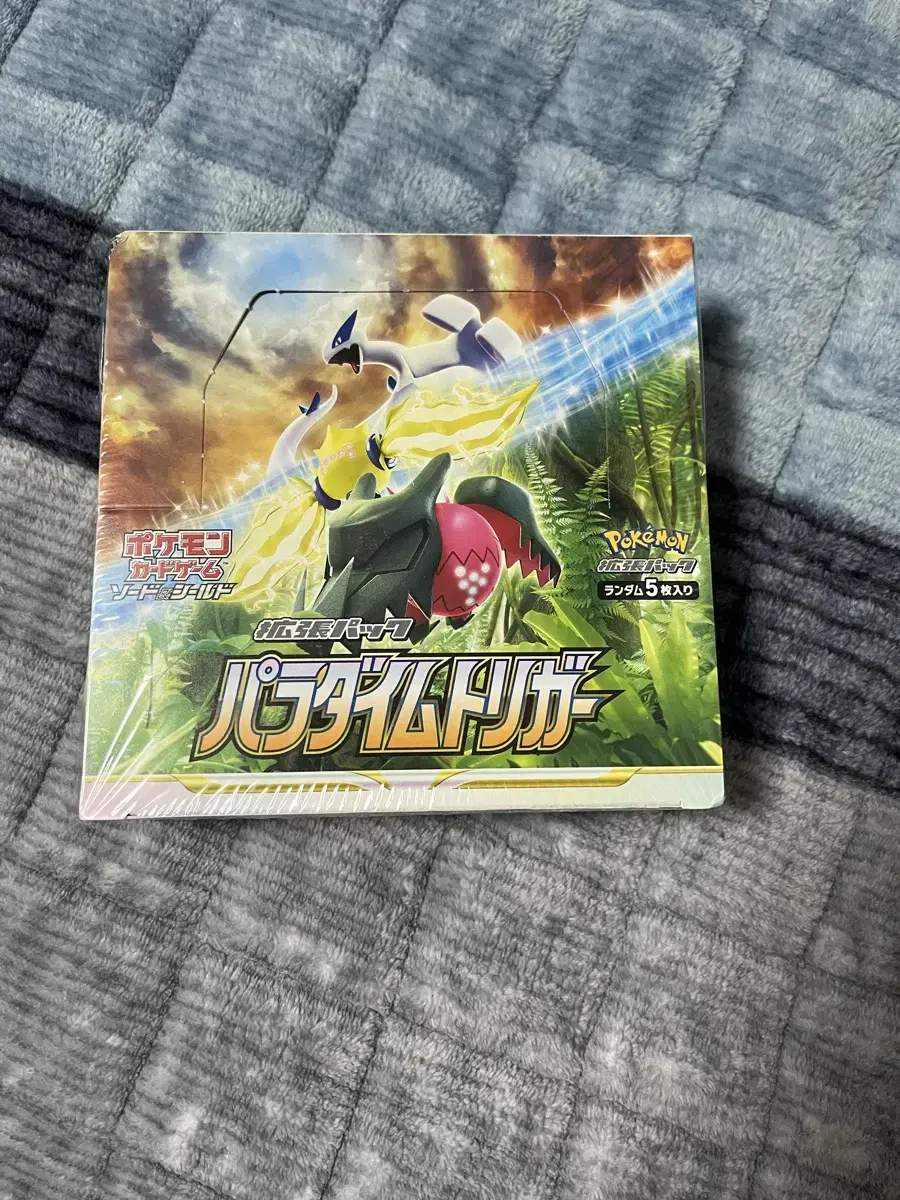 ポケモン
カードゲーム
ソード&シールド
Pokémon
拡張パック
ランダム5枚入り
拡張パック
パラダイムトリガー